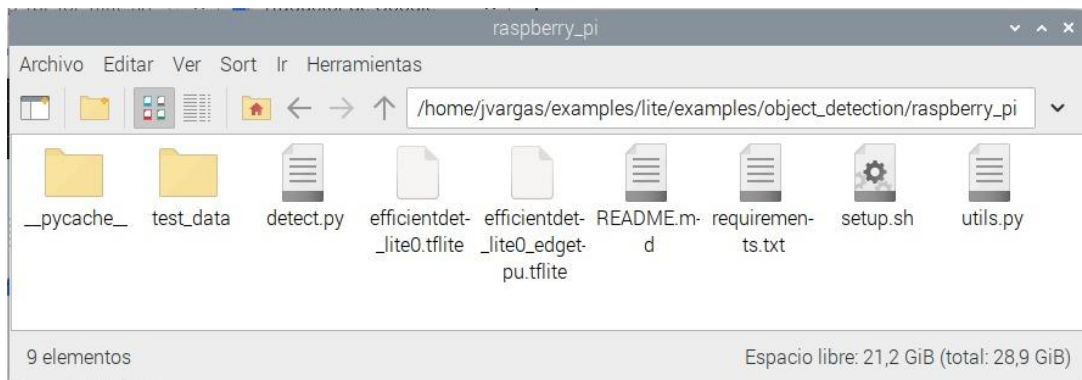 raspberry_pi
Archivo Editar Ver Sort Ir Herramientas
/home/jvargas/examples/lite/examples/object_detection/raspberry_pi
__pycache__
test_data
detect.py
efficientdet-
_lite0.tflite
efficientdet-
_lite0_edget-
pu.tflite
README.m-
d
requiremen-
ts.txt
setup.sh
utils.py
9 elementos
Espacio libre: 21,2 GiB (total: 28,9 GiB)